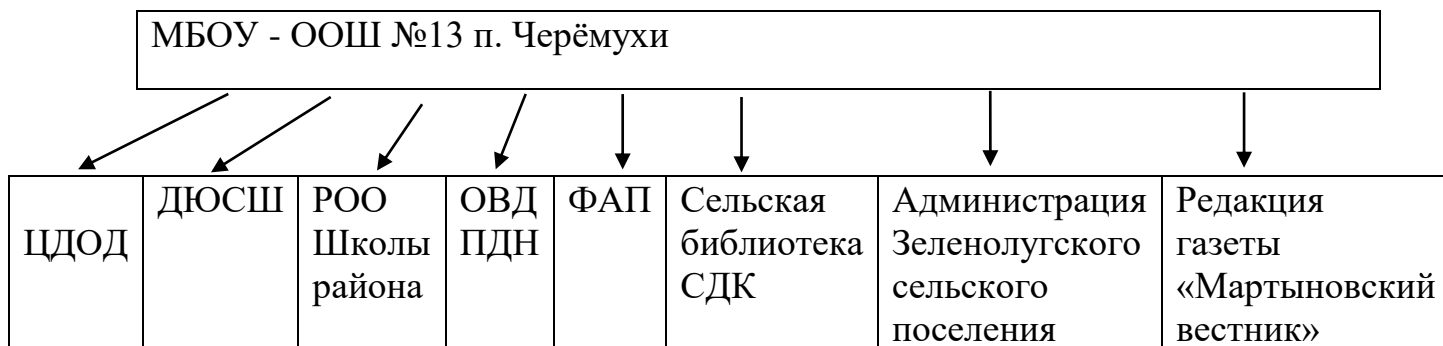 МБОУ - ООШ №13 п. Черёмухи
ЦДОД
ДЮСШ
РОО
Школы
района
ОВД
ПДН
ФАП
Сельская
библиотека
СДК
Администрация
Зеленолугского
сельского
поселения
Редакция
газеты
«Мартыновский
вестник»